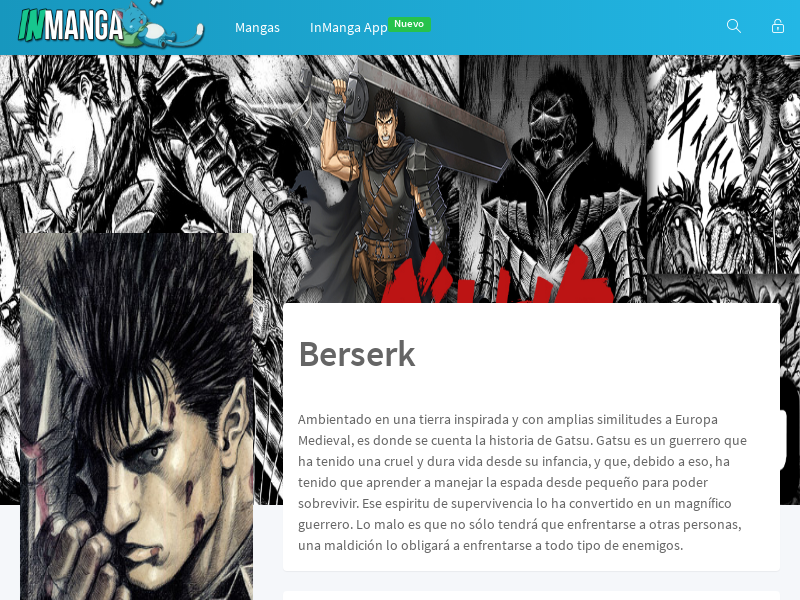 INMANGA
Mangas
InManga App
Nuevo
Berserk
Ambientado en una tierra inspirada y con amplias similitudes a Europa
Medieval, es donde se cuenta la historia de Gatsu. Gatsu es un guerrero que
ha tenido una cruel y dura vida desde su infancia, y que, debido a eso, ha
tenido que aprender a manejar la espada desde pequeño para poder
sobrevivir. Ese espiritu de supervivencia lo ha convertido en un magnífico
guerrero. Lo malo es que no sólo tendrá que enfrentarse a otras personas,
una maldición lo obligará a enfrentarse a todo tipo de enemigos.